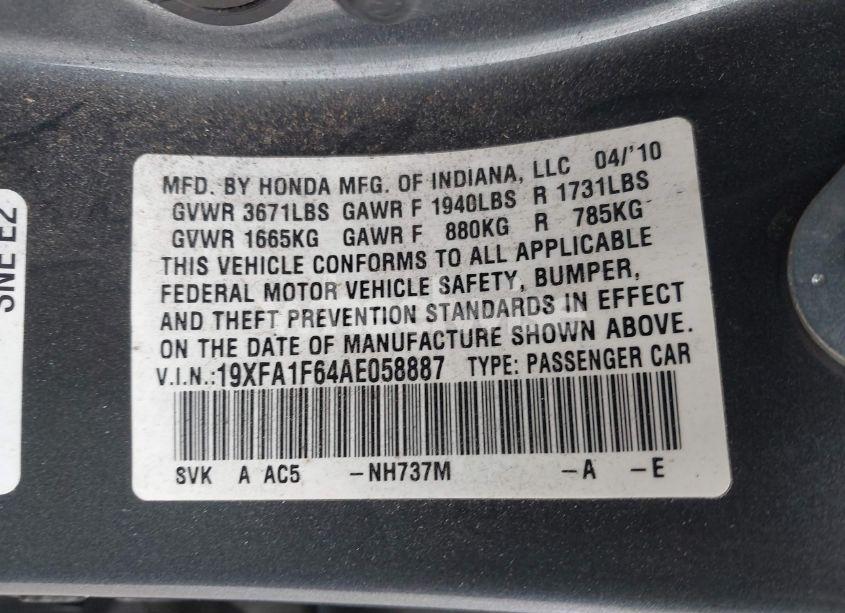 SNE E2
MFD. BY HONDA MFG. OF INDIANA, LLC 04/'10
GVWR 3671LBS GAWR F 1940LBS R 1731LBS
GVWR 1665KG GAWR F 880KG R 785KG
THIS VEHICLE CONFORMS TO ALL APPLICABLE
FEDERAL MOTOR VEHICLE SAFETY, BUMPER,
AND THEFT PREVENTION STANDARDS IN EFFECT
ON THE DATE OF MANUFACTURE SHOWN ABOVE.
V.I.N.:19XFA1F64AE058887 TYPE: PASSENGER CAR
SVK A AC5 -NH737M -A -E